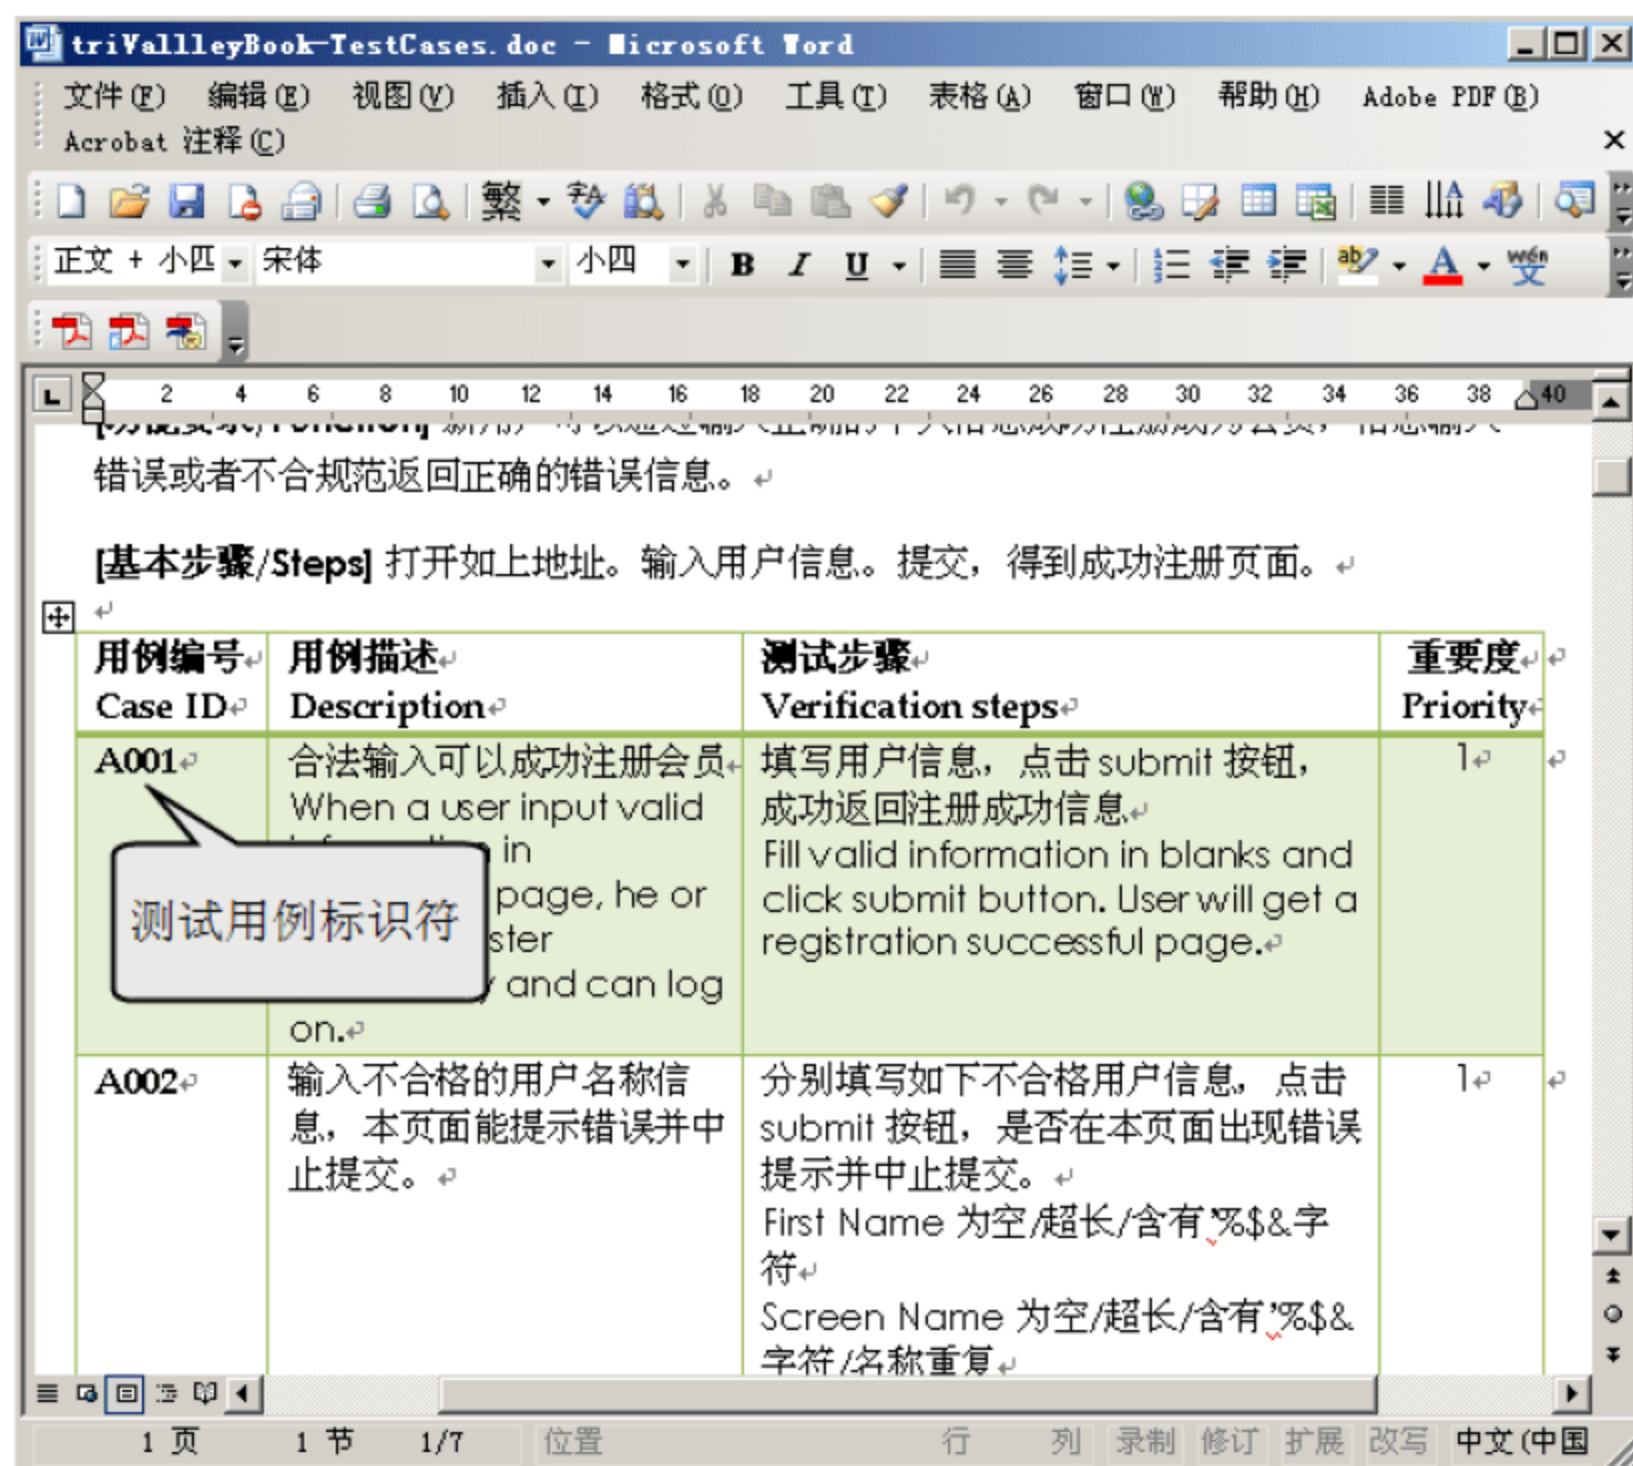 triVallleyBook-TestCases.doc - Microsoft Word
文件(F) 编辑(E) 视图(V) 插入(I) 格式(O) 工具(T) 表格(A) 窗口(W) 帮助(H) Adobe PDF(B)
Acrobat 注释(C)
繁
正文 + 小四 宋体 小四 B I U ab A wén 文
2 4 6 8 10 12 14 16 18 20 22 24 26 28 30 32 34 36 38 40
错误或者不合规范返回正确的错误信息。
[基本步骤/Steps] 打开如上地址。输入用户信息。提交，得到成功注册页面。
用例编号 用例描述 测试步骤 重要度
Case ID Description Verification steps Priority
A001 合法输入可以成功注册会员 填写用户信息，点击 submit 按钮， 1
When a user input valid 成功返回注册成功信息
in Fill valid information in blanks and
page, he or click submit button. User will get a
registration successful page.
and can log
on.
测试用例标识符
A002 输入不合格的用户名称信 分别填写如下不合格用户信息，点击 1
息，本页面能提示错误并中 submit 按钮，是否在本页面出现错误
止提交。 提示并中止提交。
First Name 为空/超长/含有'%$&字
符
Screen Name 为空/超长/含有'%$&
字符/名称重复
1 页 1 节 1/7 位置 行 列 录制 修订 扩展 改写 中文(中国